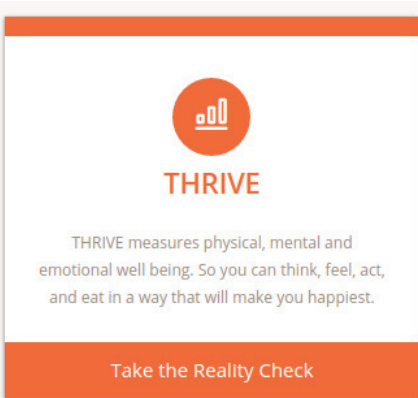 THRIVE
THRIVE measures physical, mental and
emotional well being. So you can think, feel, act,
and eat in a way that will make you happiest.
Take the Reality Check